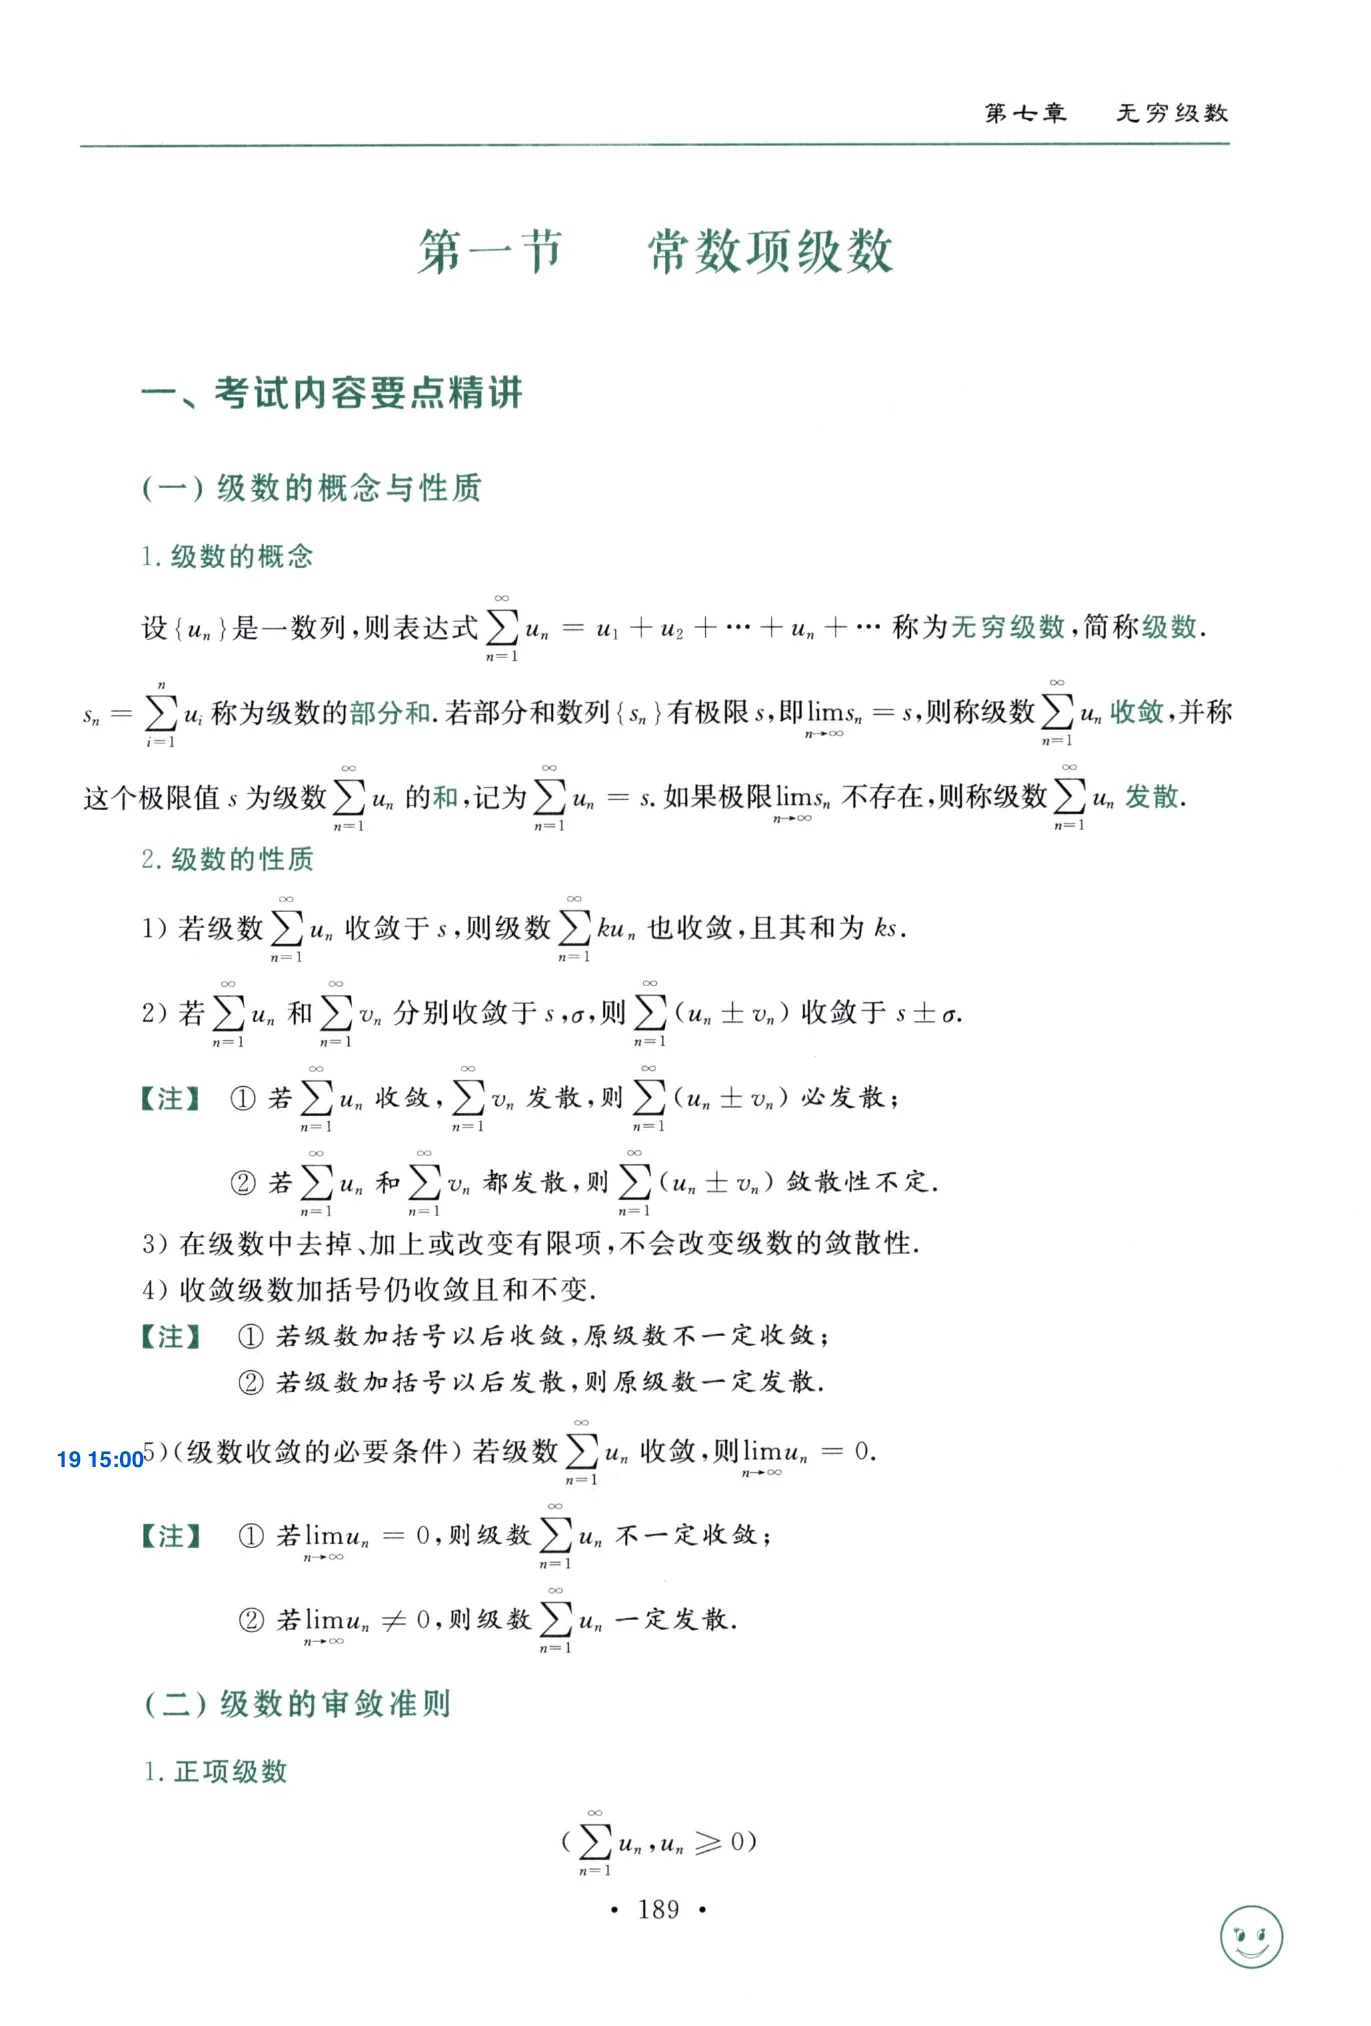 第七章 无穷级数
第一节 常数项级数
一、考试内容要点精讲
(一) 级数的概念与性质
1. 级数的概念
设{uₙ}是一数列,则表达式 $\sum_{n=1}^{\infty} u_n = u_1 + u_2 + \cdots + u_n + \cdots$ 称为无穷级数,简称级数.
$s_n = \sum_{i=1}^{n} u_i$ 称为级数的部分和.若部分和数列{sₙ}有极限 s,即 $\lim_{n\to\infty} s_n = s$,则称级数 $\sum_{n=1}^{\infty} u_n$ 收敛,并称
这个极限值 s 为级数 $\sum_{n=1}^{\infty} u_n$ 的和,记为 $\sum_{n=1}^{\infty} u_n = s$. 如果极限 $\lim_{n\to\infty} s_n$ 不存在,则称级数 $\sum_{n=1}^{\infty} u_n$ 发散.
2. 级数的性质
1) 若级数 $\sum_{n=1}^{\infty} u_n$ 收敛于 s,则级数 $\sum_{n=1}^{\infty} ku_n$ 也收敛,且其和为 ks.
2) 若 $\sum_{n=1}^{\infty} u_n$ 和 $\sum_{n=1}^{\infty} v_n$ 分别收敛于 s,σ,则 $\sum_{n=1}^{\infty} (u_n \pm v_n)$ 收敛于 s±σ.
【注】 ① 若 $\sum_{n=1}^{\infty} u_n$ 收敛, $\sum_{n=1}^{\infty} v_n$ 发散,则 $\sum_{n=1}^{\infty} (u_n \pm v_n)$ 必发散;
② 若 $\sum_{n=1}^{\infty} u_n$ 和 $\sum_{n=1}^{\infty} v_n$ 都发散,则 $\sum_{n=1}^{\infty} (u_n \pm v_n)$ 敛散性不定.
3) 在级数中去掉、加上或改变有限项,不会改变级数的敛散性.
4) 收敛级数加括号仍收敛且和不变.
【注】 ① 若级数加括号以后收敛,原级数不一定收敛;
② 若级数加括号以后发散,则原级数一定发散.
19 15:00
5) (级数收敛的必要条件) 若级数 $\sum_{n=1}^{\infty} u_n$ 收敛,则 $\lim_{n\to\infty} u_n = 0$.
【注】 ① 若 $\lim_{n\to\infty} u_n = 0$,则级数 $\sum_{n=1}^{\infty} u_n$ 不一定收敛;
② 若 $\lim_{n\to\infty} u_n \neq 0$,则级数 $\sum_{n=1}^{\infty} u_n$ 一定发散.
(二) 级数的审敛准则
1. 正项级数
$(\sum_{n=1}^{\infty} u_n, u_n \geqslant 0)$
• 189 •